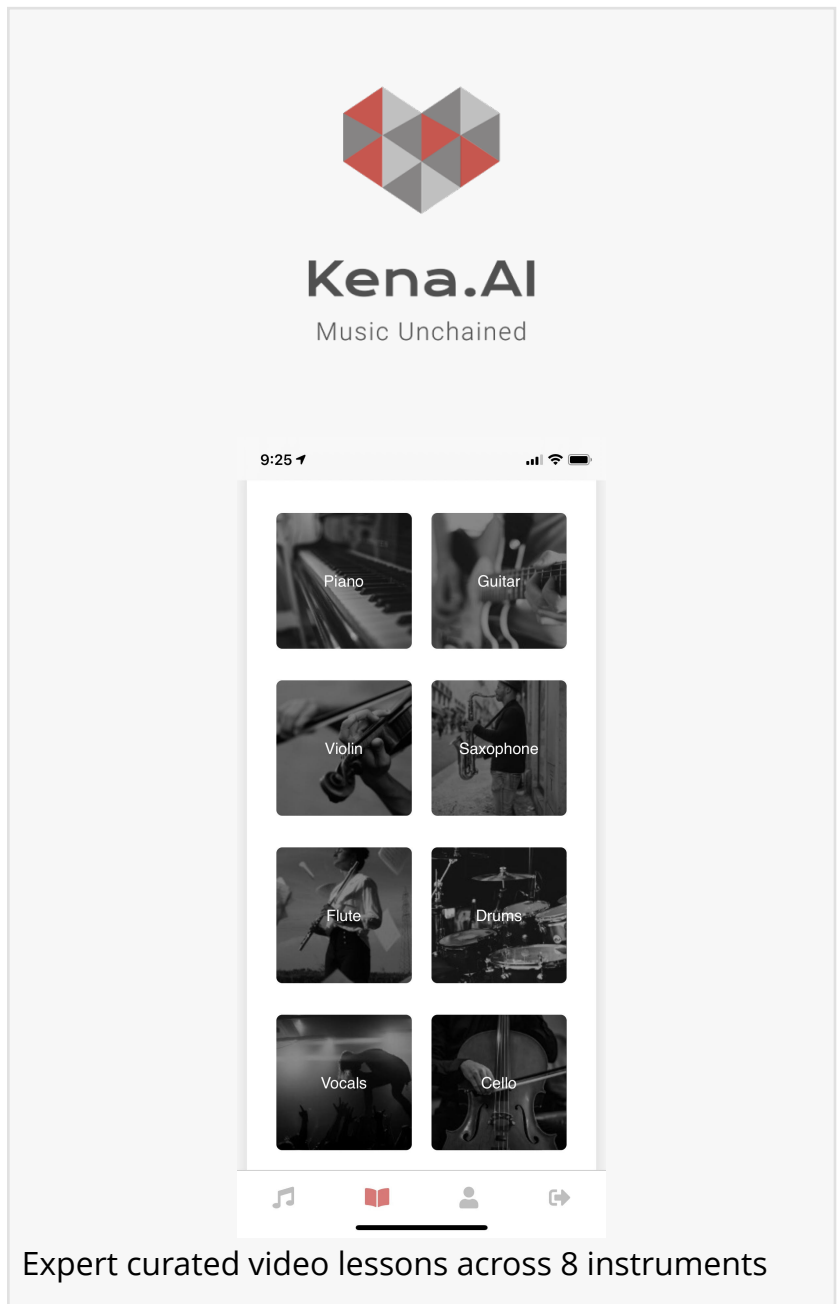 Kena.AI
Music Unchained
9:25
Piano
Guitar
Violin
Saxophone
Flute
Drums
Vocals
Cello
Expert curated video lessons across 8 instruments